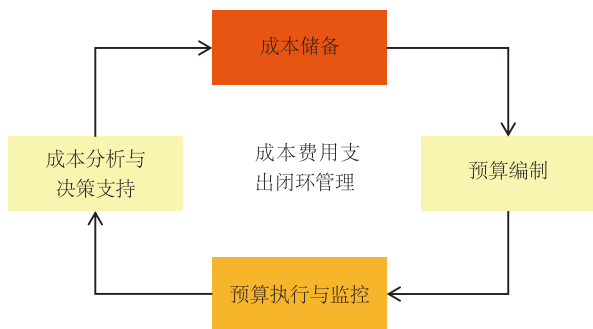 成本储备
成本分析与
决策支持
成本费用支
出闭环管理
预算编制
预算执行与监控